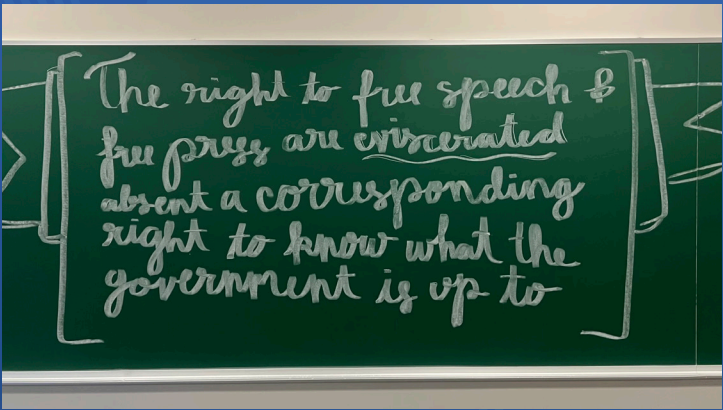 The right to free speech &
free press are eviscerated
absent a corresponding
right to know what the
government is up to